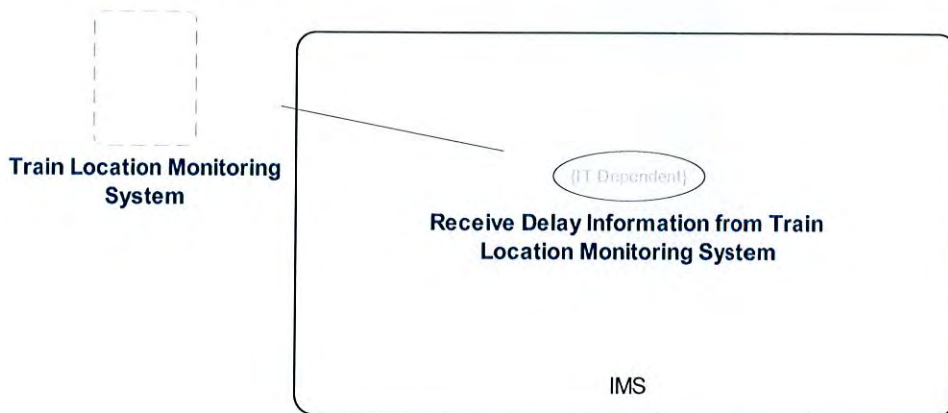 Train Location Monitoring
System
{IT Dependent}
Receive Delay Information from Train
Location Monitoring System
IMS